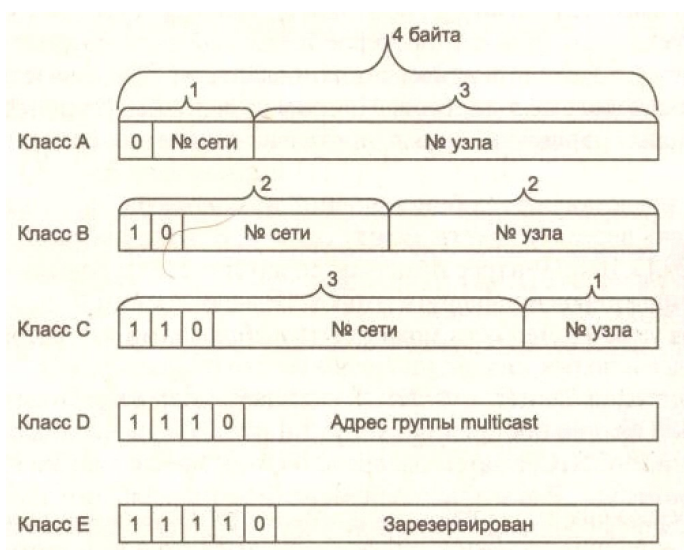 4 байта
1 3
Класс A 0 № сети № узла
2 2
Класс B 1 0 № сети № узла
3 1
Класс C 1 1 0 № сети № узла
Класс D 1 1 1 0 Адрес группы multicast
Класс E 1 1 1 1 0 Зарезервирован